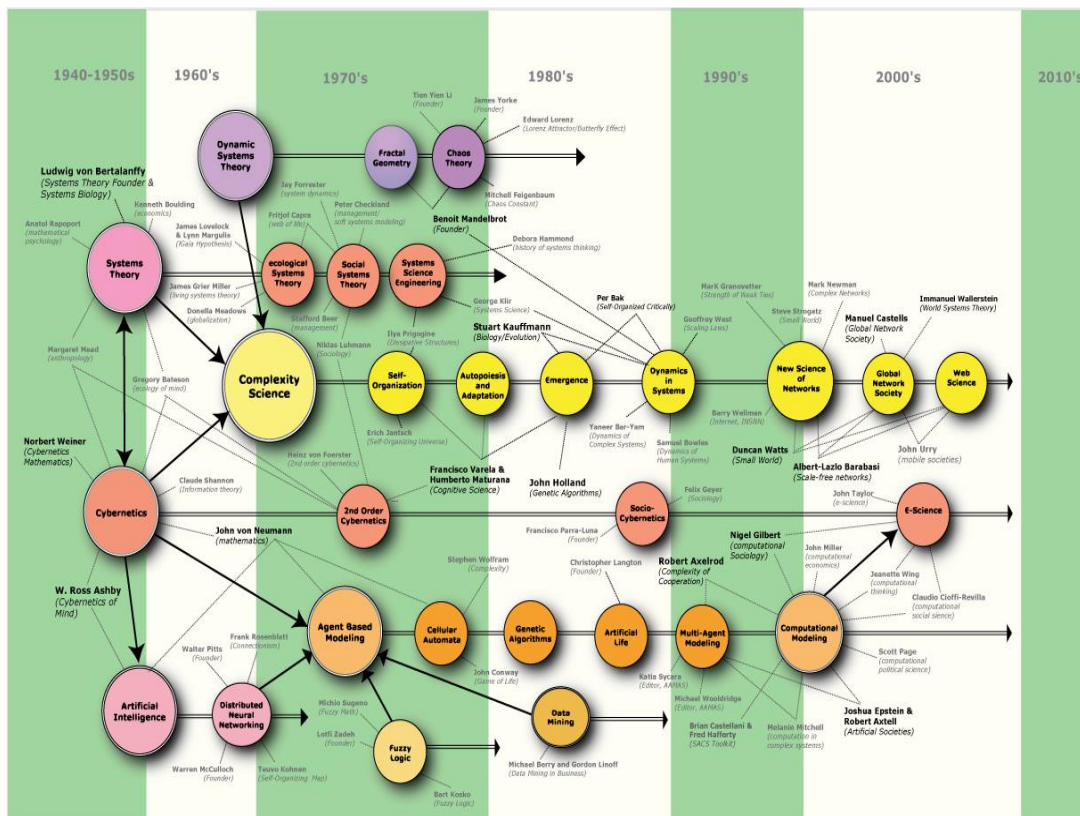 1940-1950s
1960's
1970's
1980's
1990's
2000's
2010's
Tien Yien Li
(Founder)
James Yorke
(Founder)
Edward Lorenz
(Lorenz Attractor/Butterfly Effect)
Dynamic
Systems
Theory
Fractal
Geometry
Chaos
Theory
Ludwig von Bertalanffy
(Systems Theory Founder &
Systems Biology)
Mitchell Feigenbaum
(Chaos Constant)
Jay Forrester
(system dynamics)
Peter Checkland
(management/
soft systems modeling)
Kenneth Boulding
(economics)
Fritjof Capra
(web of life)
Benoit Mandelbrot
(Founder)
Anatol Rapoport
(mathematical
psychology)
James Lovelock
& Lynn Margulis
(Gaia Hypothesis)
Debora Hammond
(history of systems thinking)
Systems
Theory
ecological
Systems
Theory
Social
Systems
Theory
Systems
Science
Engineering
James Grier Miller
(living systems theory)
Donella Meadows
(globalization)
Stafford Beer
(management)
George Klir
(Systems Science)
Per Bak
(Self-Organized Critically)
Mark Granovetter
(Strength of Weak Ties)
Mark Newman
(Complex Networks)
Immanuel Wallerstein
(World Systems Theory)
Geoffrey West
(Scaling Laws)
Steve Strogatz
(Small World)
Manuel Castells
(Global Network
Society)
Ilya Prigogine
(Dissipative Structures)
Stuart Kauffmann
(Biology/Evolution)
Niklas Luhmann
(Sociology)
Margaret Mead
(anthropology)
Gregory Bateson
(ecology of mind)
Complexity
Science
Self-
Organization
Autopoiesis and
Adaptation
Emergence
Dynamics
in
Systems
New Science
of
Networks
Global
Network
Society
Web
Science
Erich Jantsch
(Self-Organizing Universe)
Yaneer Bar-Yam
(Dynamics of
Complex Systems)
Barry Wellman
(Internet, INSRN)
Samuel Bowles
(Dynamics of
Human Systems)
Duncan Watts
(Small World)
Albert-Lazlo Barabasi
(Scale-free networks)
John Urry
(mobile societies)
Norbert Weiner
(Cybernetics
Mathematics)
Heinz von Foerster
(2nd order cybernetics)
Francisco Varela &
Humberto Maturana
(Cognitive Science)
John Holland
(Genetic Algorithms)
Claude Shannon
(Information theory)
Felix Geyer
(Sociology)
John Taylor
(e-science)
Cybernetics
2nd Order
Cybernetics
Socio-
Cybernetics
€-Science
John von Neumann
(mathematics)
Francisco Parra-Luna
(Founder)
Nigel Gilbert
(computational
Sociology)
W. Ross Ashby
(Cybernetics of
Mind)
Stephen Wolfram
(Complexity)
Christopher Langton
(Founder)
Robert Axelrod
(Complexity of
Cooperation)
John Miller
(computational
economics)
Jeanette Wing
(computational
thinking)
Claudio Cioffi-Revilla
(computational
social sience)
Agent Based
Modeling
Cellular
Automata
Genetic
Algorithms
Artificial
Life
Multi-Agent
Modeling
Computational
Modeling
Frank Rosenblatt
(Connectionism)
Walter Pitts
(Founder)
John Conway
(Game of Life)
Katia Sycara
(Editor, AAMAS)
Scott Page
(computational
political science)
Michael Wooldridge
(Editor, AAMAS)
Brian Castellani &
Fred Hafferty
(SACS Toolkit)
Melanie Mitchell
(computation in
complex systems)
Joshua Epstein &
Robert Axtell
(Artificial Societies)
Artificial
Intelligence
Distributed
Neural
Networking
Michio Sugeno
(Fuzzy Math)
Lotfi Zadeh
(Founder)
Fuzzy
Logic
Data
Mining
Warren McCulloch
(Founder)
Teuvo Kohnen
(Self-Organizing Map)
Bart Kosko
(Fuzzy Logic)
Michael Berry and Gordon Linoff
(Data Mining in Business)